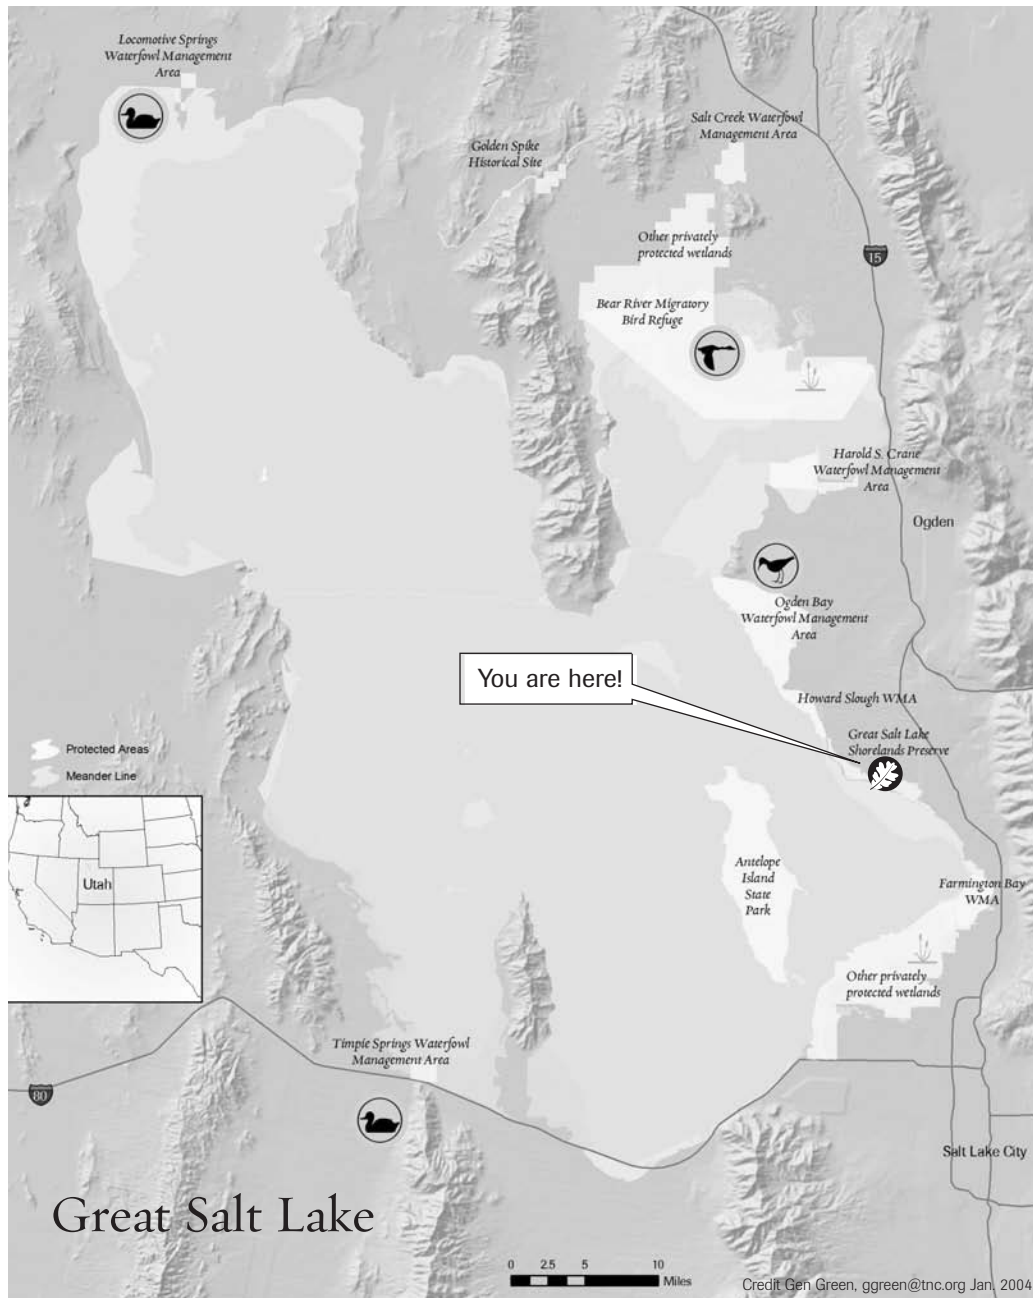 Locomotive Springs
Waterfowl Management
Area
Salt Creek Waterfowl
Management Area
Golden Spike
Historical Site
Other privately
protected wetlands
15
Bear River Migratory
Bird Refuge
Harold S. Crane
Waterfowl Management
Area
Ogden
Ogden Bay
Waterfowl Management
Area
You are here!
Howard Slough WMA
Great Salt Lake
Shorelands Preserve
Protected Areas
Meander Line
Utah
Antelope
Island
State
Park
Farmington Bay
WMA
Other privately
protected wetlands
Timpie Springs Waterfowl
Management Area
80
Salt Lake City
Great Salt Lake
0 2.5 5 10
Miles
Credit Gen Green, ggreen@tnc.org Jan. 2004